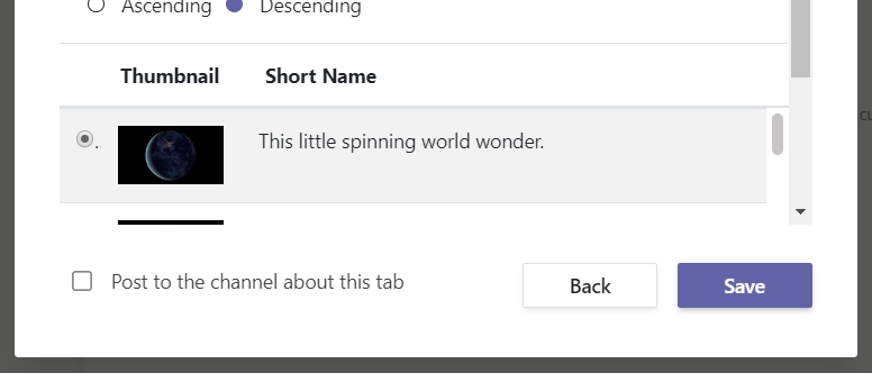 Ascending Descending
Thumbnail Short Name
This little spinning world wonder.
Post to the channel about this tab
Back Save